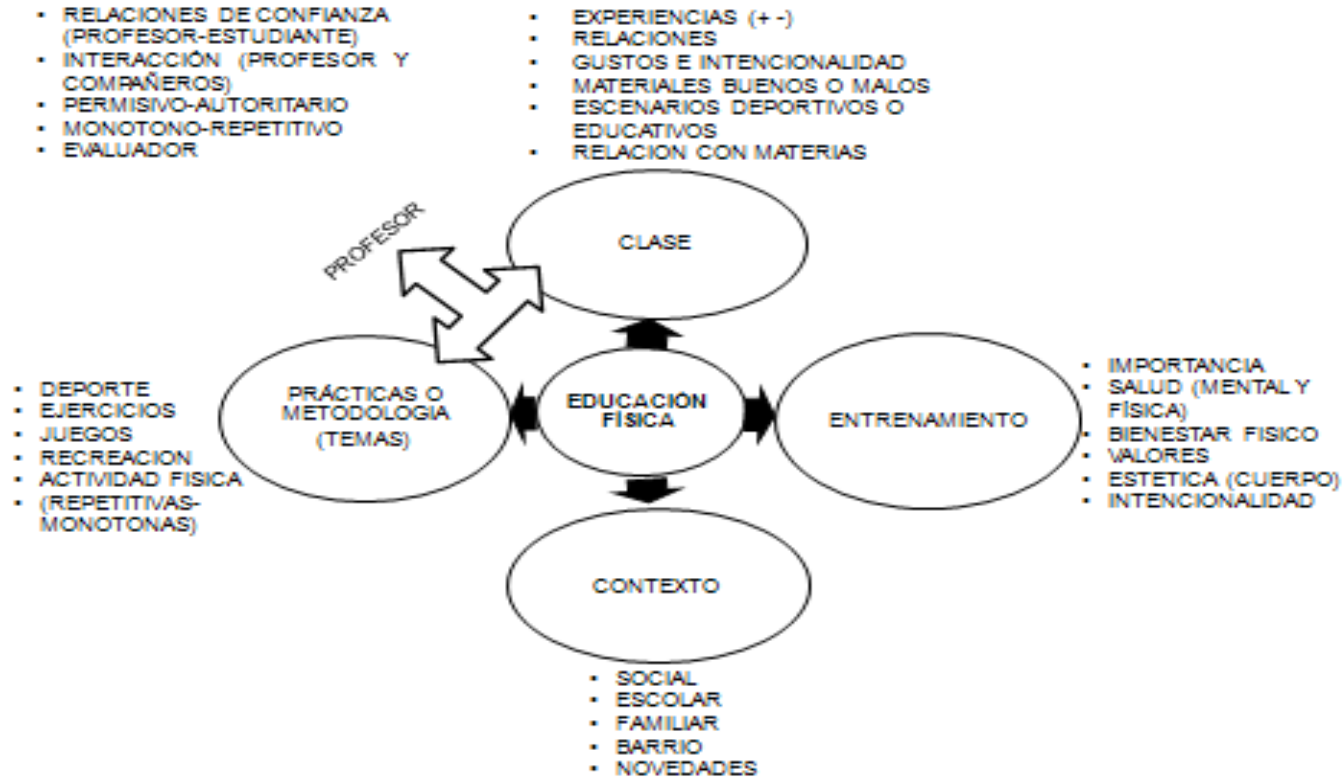 • RELACIONES DE CONFIANZA
(PROFESOR-ESTUDIANTE)
• INTERACCIÓN (PROFESOR Y
COMPAÑEROS)
• PERMISIVO-AUTORITARIO
• MONOTONO-REPETITIVO
• EVALUADOR
• EXPERIENCIAS (+ -)
• RELACIONES
• GUSTOS E INTENCIONALIDAD
• MATERIALES BUENOS O MALOS
• ESCENARIOS DEPORTIVOS O
EDUCATIVOS
• RELACION CON MATERIAS
PROFESOR
CLASE
• DEPORTE
• EJERCICIOS
• JUEGOS
• RECREACION
• ACTIVIDAD FISICA
• (REPETITIVAS-
MONOTONAS)
PRÁCTICAS O
METODOLOGIA
(TEMAS)
EDUCACIÓN
FÍSICA
ENTRENAMIENTO
• IMPORTANCIA
• SALUD (MENTAL Y
FÍSICA)
• BIENESTAR FISICO
• VALORES
• ESTETICA (CUERPO)
• INTENCIONALIDAD
CONTEXTO
• SOCIAL
• ESCOLAR
• FAMILIAR
• BARRIO
• NOVEDADES